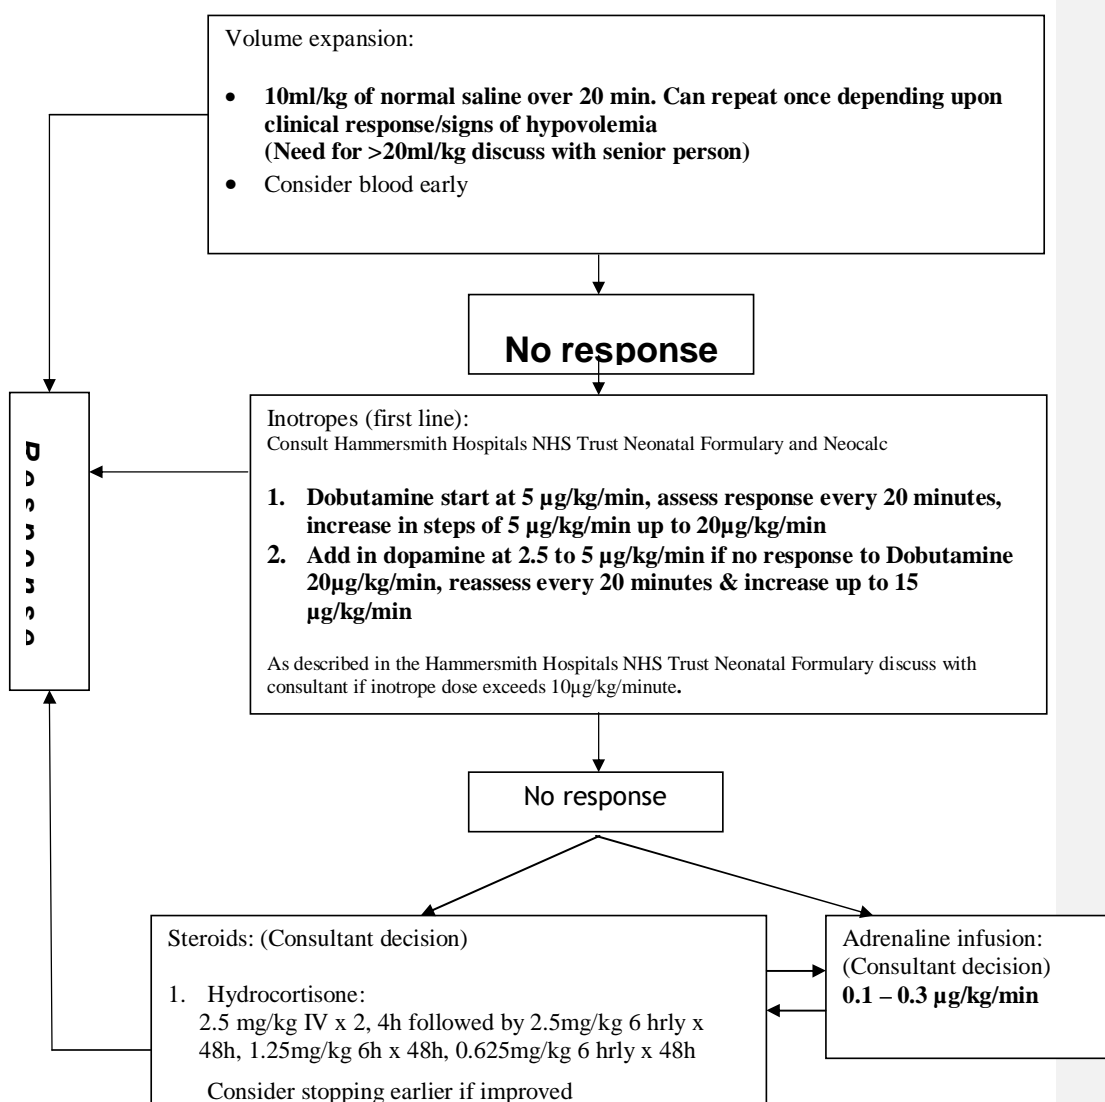 Volume expansion:
• 10ml/kg of normal saline over 20 min. Can repeat once depending upon
clinical response/signs of hypovolemia
(Need for >20ml/kg discuss with senior person)
• Consider blood early
No response
Response
Inotropes (first line):
Consult Hammersmith Hospitals NHS Trust Neonatal Formulary and Neocalc
1. Dobutamine start at 5 µg/kg/min, assess response every 20 minutes,
increase in steps of 5 µg/kg/min up to 20µg/kg/min
2. Add in dopamine at 2.5 to 5 µg/kg/min if no response to Dobutamine
20µg/kg/min, reassess every 20 minutes & increase up to 15
µg/kg/min
As described in the Hammersmith Hospitals NHS Trust Neonatal Formulary discuss with
consultant if inotrope dose exceeds 10µg/kg/minute.
No response
Steroids: (Consultant decision)
1. Hydrocortisone:
2.5 mg/kg IV x 2, 4h followed by 2.5mg/kg 6 hrly x
48h, 1.25mg/kg 6h x 48h, 0.625mg/kg 6 hrly x 48h
Consider stopping earlier if improved
Adrenaline infusion:
(Consultant decision)
0.1 – 0.3 µg/kg/min